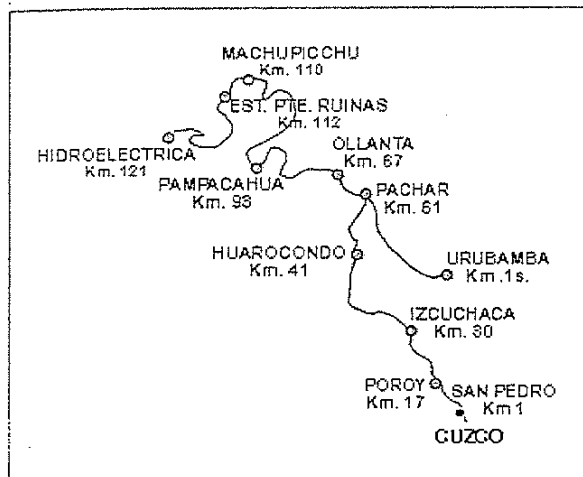 MACHUPICCHU
Km. 110
EST. PTE. RUINAS
Km. 112
HIDROELECTRICA
Km. 121
PAMPACAHUA
Km. 93
OLLANTA
Km. 67
PACHAR
Km. 61
HUAROCONDO
Km. 41
URUBAMBA
Km .1s.
IZCUCHACA
Km. 30
POROY
Km. 17
SAN PEDRO
Km 1
CUZCO